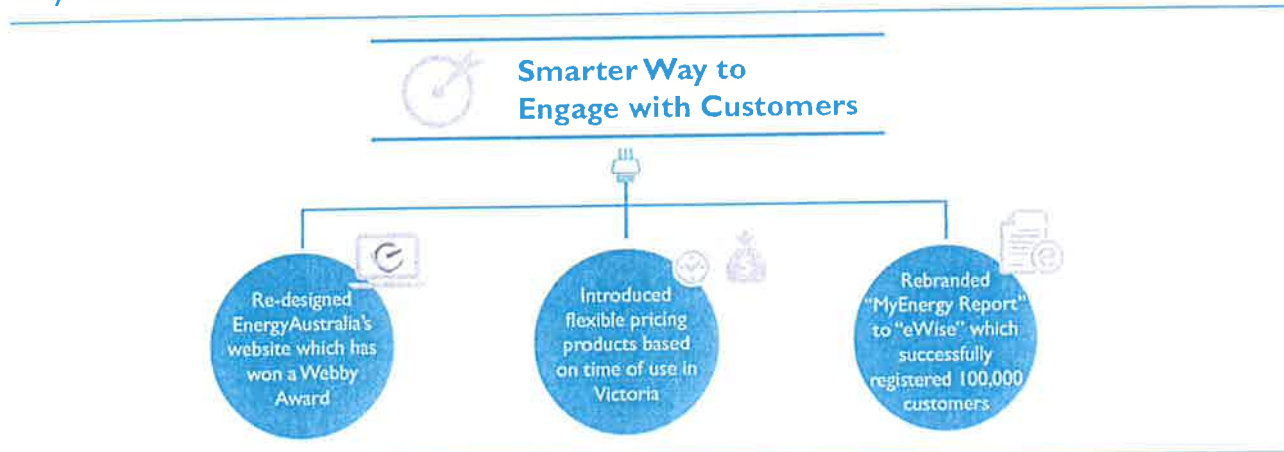 Smarter Way to
Engage with Customers
Re-designed
EnergyAustralia's
website which has
won a Webby
Award
Introduced
flexible pricing
products based
on time of use in
Victoria
Rebranded
"MyEnergy Report"
to "eWise" which
successfully
registered 100,000
customers